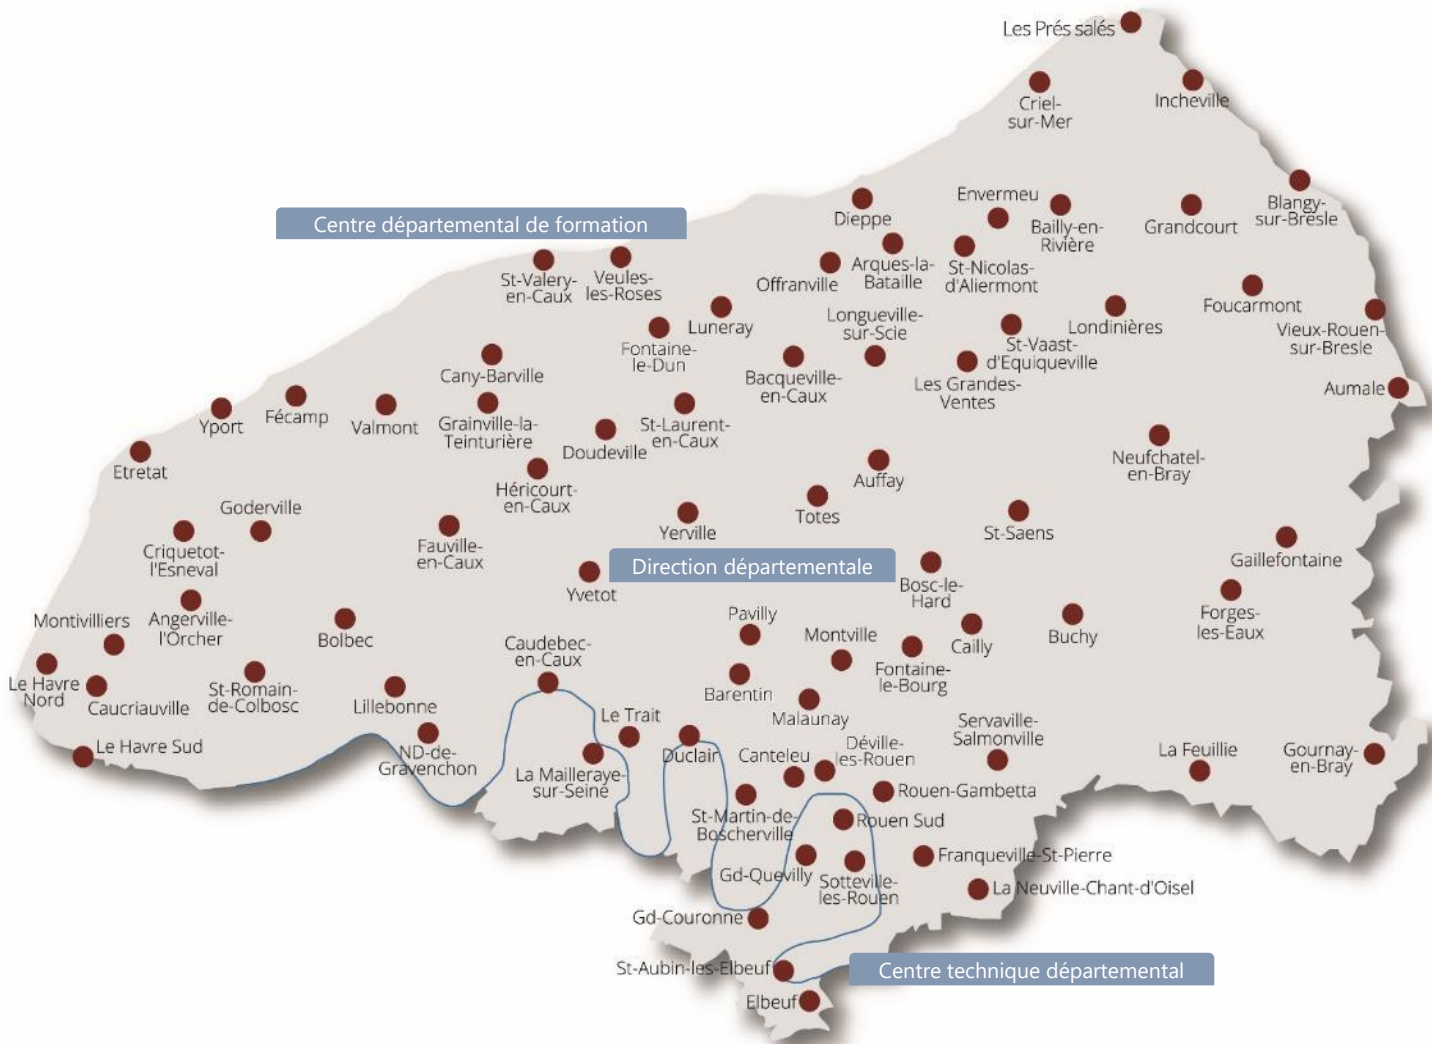 Les Prés salés
Criel-
sur-Mer
Incheville
Blangy-
sur-Bresle
Dieppe
Envermeu
Bailly-en-
Rivière
Grandcourt
Centre départemental de formation
St-Valery-
en-Caux
Veules-
les-Roses
Offranville
Arques-la-
Bataille
St-Nicolas-
d'Aliermont
Foucarmont
Luneray
Longueville-
sur-Scie
Londinières
Vieux-Rouen-
sur-Bresle
Fontaine-
le-Dun
St-Vaast-
d'Equiqueville
Cany-Barville
Bacqueville-
en-Caux
Les Grandes-
Ventes
Aumale
Yport
Fécamp
Valmont
Grainville-la-
Teinturière
St-Laurent-
en-Caux
Doudeville
Etretat
Neufchatel-
en-Bray
Héricourt-
en-Caux
Auffay
Goderville
Totes
Yerville
St-Saens
Criquetot-
l'Esneval
Fauville-
en-Caux
Gaillefontaine
Direction départementale
Yvetot
Bosc-le-
Hard
Montivilliers
Angerville-
l'Orcher
Bolbec
Pavilly
Montville
Cailly
Buchy
Forges-
les-Eaux
Caudebec-
en-Caux
Fontaine-
le-Bourg
Le Havre
Nord
Caucriauville
St-Romain-
de-Colbosc
Lillebonne
Barentin
Malaunay
Le Trait
Servaville-
Salmonville
Le Havre Sud
ND-de-
Gravenchon
La Mailleraye-
sur-Seine
Duclair
Canteleu
Déville-
les-Rouen
La Feuillie
Gournay-
en-Bray
St-Martin-de-
Boscherville
Rouen-Gambetta
Rouen Sud
Gd-Quevilly
Sotteville-
les-Rouen
Franqueville-St-Pierre
La Neuville-Chant-d'Oisel
Gd-Couronne
St-Aubin-les-Elbeuf
Centre technique départemental
Elbeuf